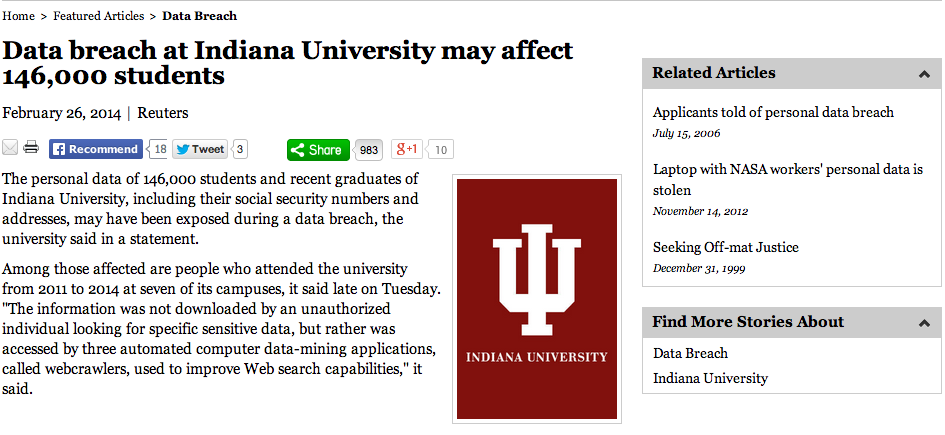 Home > Featured Articles > Data Breach
Data breach at Indiana University may affect
146,000 students
February 26, 2014 | Reuters
Recommend 18 Tweet 3 Share 983 g+1 10
The personal data of 146,000 students and recent graduates of
Indiana University, including their social security numbers and
addresses, may have been exposed during a data breach, the
university said in a statement.
Among those affected are people who attended the university
from 2011 to 2014 at seven of its campuses, it said late on Tuesday.
"The information was not downloaded by an unauthorized
individual looking for specific sensitive data, but rather was
accessed by three automated computer data-mining applications,
called webcrawlers, used to improve Web search capabilities," it
said.
INDIANA UNIVERSITY
Related Articles
Applicants told of personal data breach
July 15, 2006
Laptop with NASA workers' personal data is
stolen
November 14, 2012
Seeking Off-mat Justice
December 31, 1999
Find More Stories About
Data Breach
Indiana University